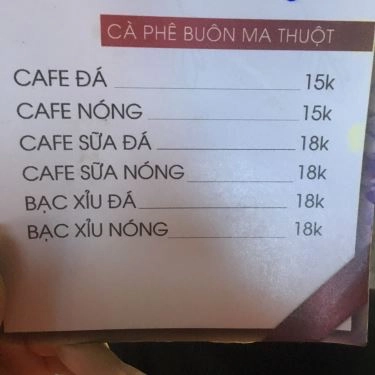 CÀ PHÊ BUÔN MA THUỘT
CAFE ĐÁ 15k
CAFE NÓNG 15k
CAFE SỮA ĐÁ 18k
CAFE SỮA NÓNG 18k
BẠC XỈU ĐÁ 18k
BẠC XỈU NÓNG 18k